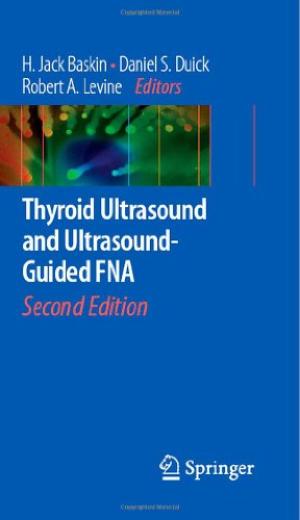 H. Jack Baskin • Daniel S. Duick
Robert A. Levine Editors
Thyroid Ultrasound
and Ultrasound-
Guided FNA
Second Edition
Springer